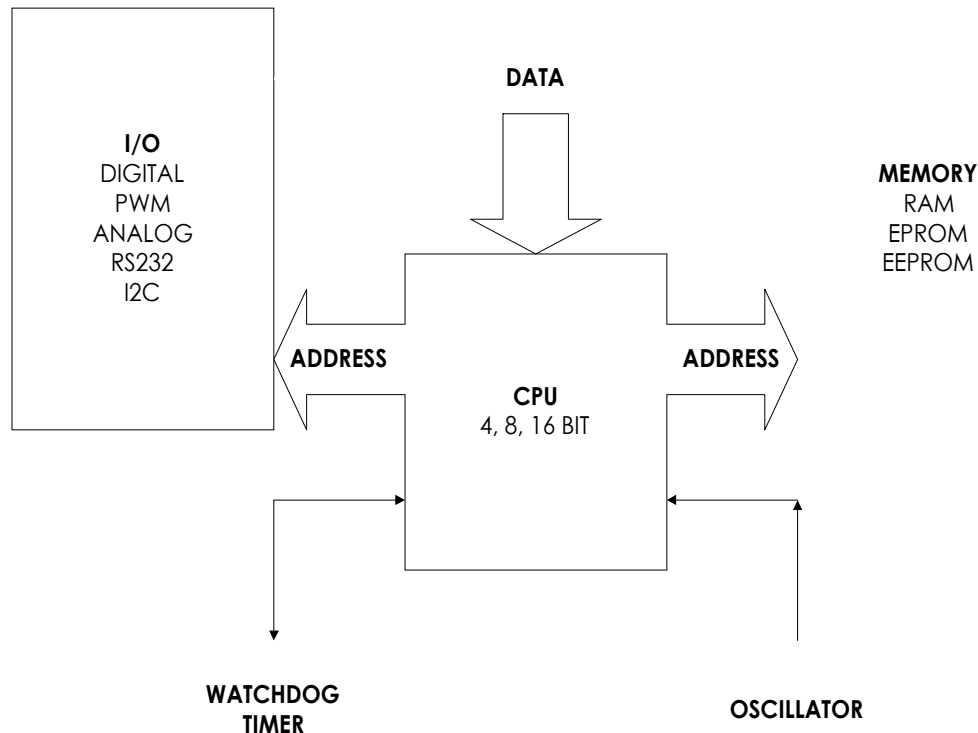 DATA
I/O
DIGITAL
PWM
ANALOG
RS232
I2C
MEMORY
RAM
EPROM
EEPROM
ADDRESS
ADDRESS
CPU
4, 8, 16 BIT
WATCHDOG
TIMER
OSCILLATOR